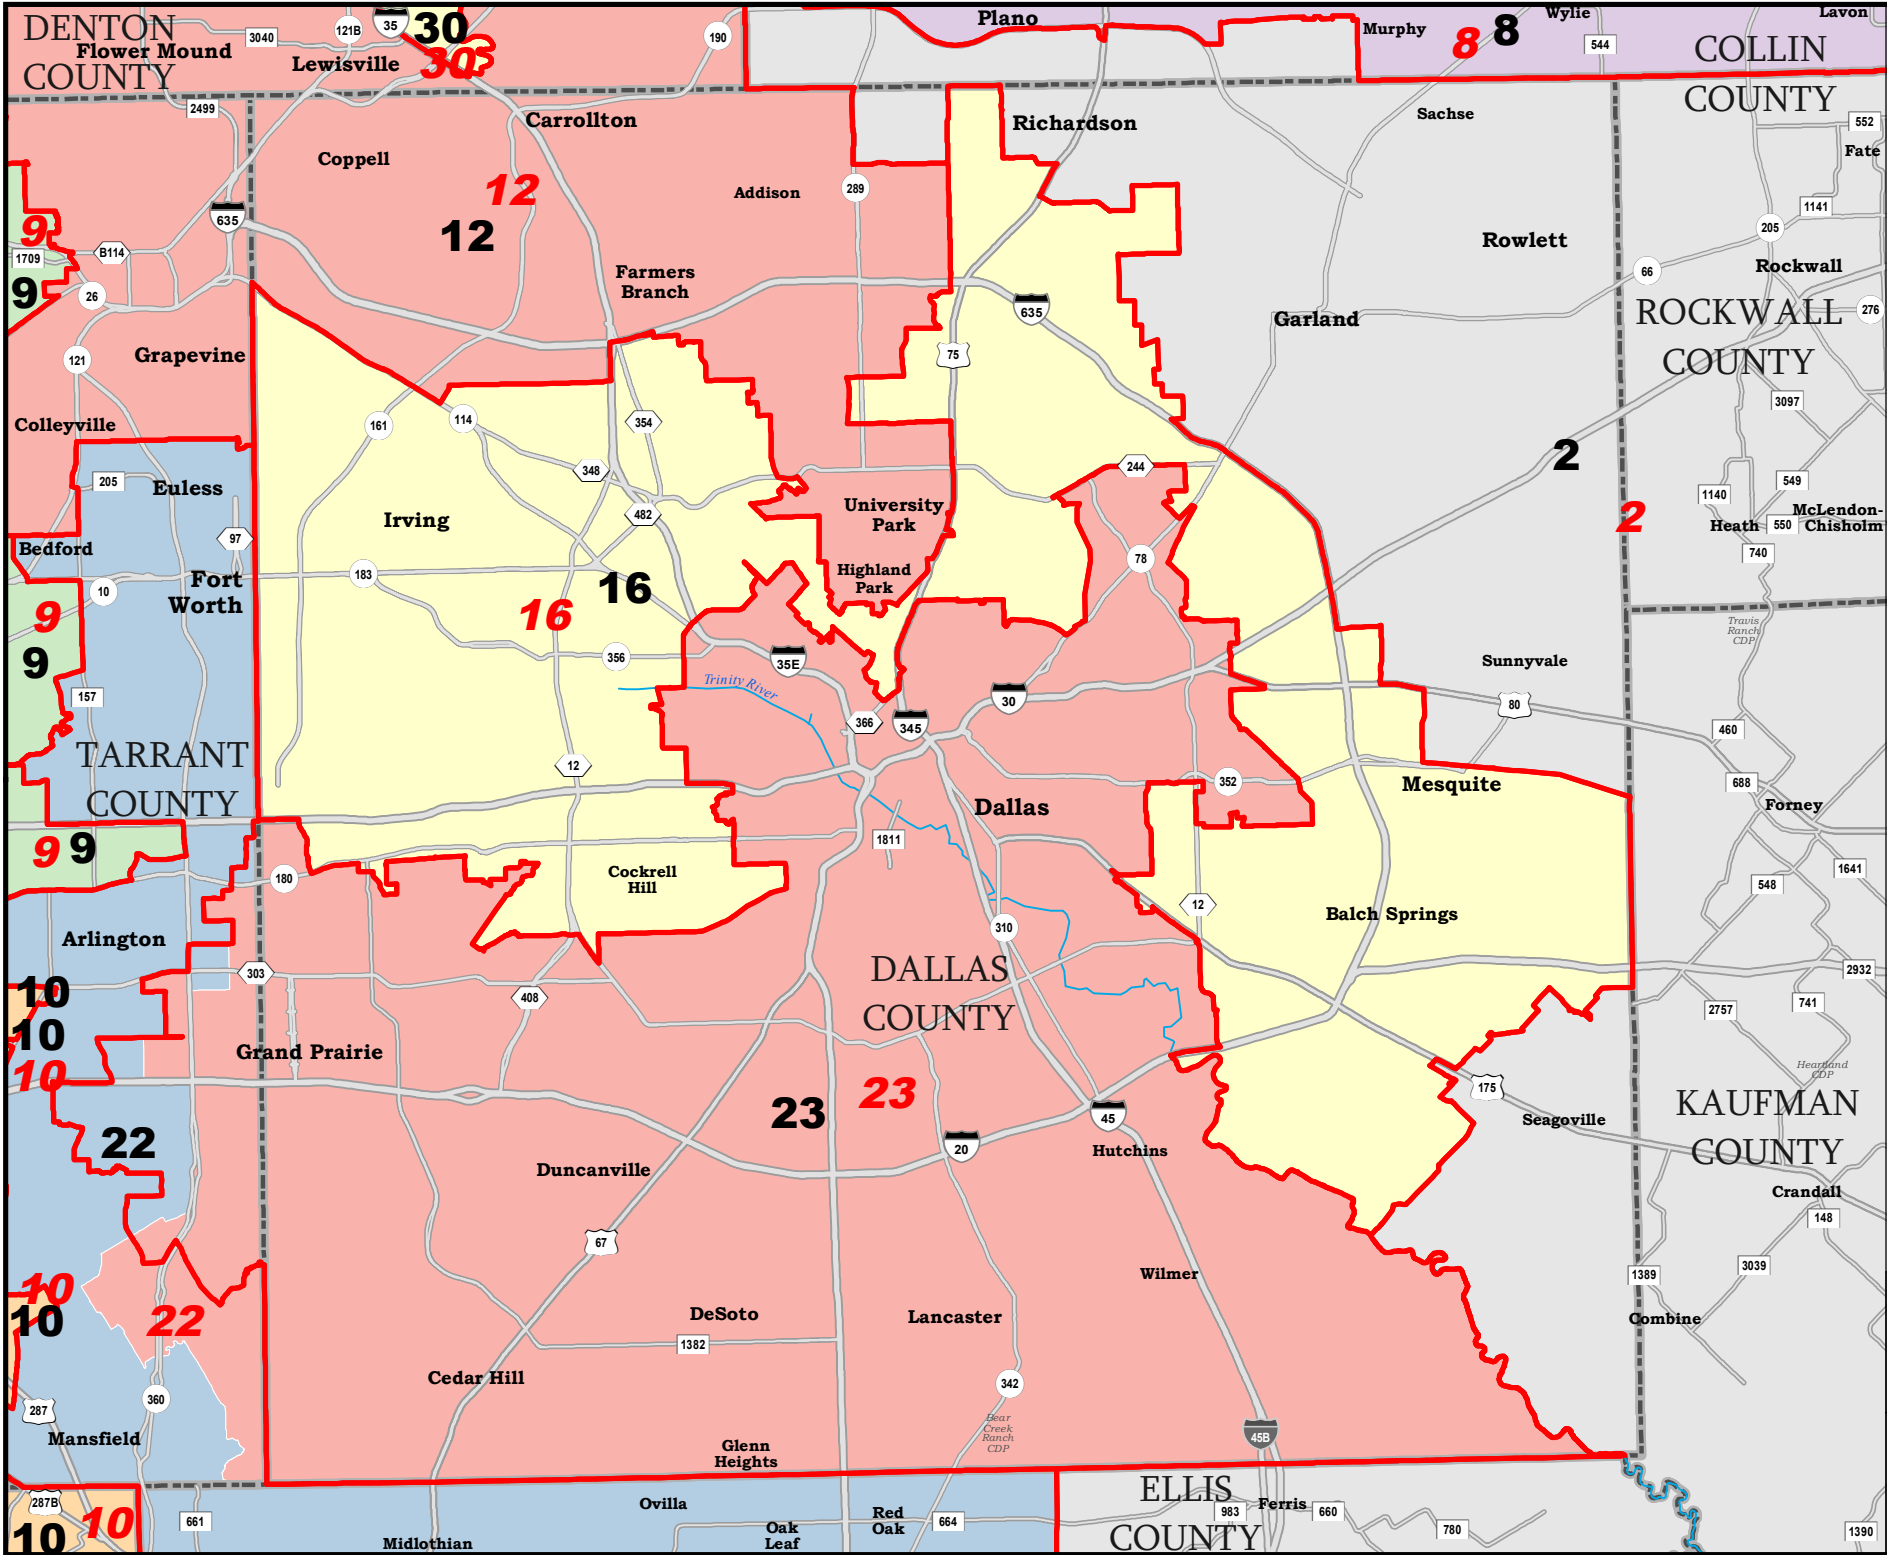 DENTON
COUNTY
Flower Mound
3040
121B
35
30
30
Lewisville
190
Plano
Murphy
8
8
Wylie
544
Lavon
COLLIN
COUNTY
2499
Carrollton
Coppell
12
12
Addison
289
Richardson
Sachse
552
Fate
1141
205
Rowlett
66
Rockwall
ROCKWALL
COUNTY
276
635
9
1709
B114
9
26
Farmers
Branch
635
Garland
121
Grapevine
75
Colleyville
161
114
354
3097
205
Euless
348
244
2
2
549
1140
Heath
550
McLendon-
Chisholm
740
Irving
482
University
Park
97
Bedford
Fort
Worth
183
10
9
9
16
16
Highland
Park
78
Travis
Ranch
CDP
356
35E
Sunnyvale
157
Trinity River
366
345
30
80
460
TARRANT
COUNTY
12
352
Mesquite
688
Forney
Dallas
1811
9
9
180
Cockrell
Hill
1641
548
12
Balch Springs
310
Arlington
303
408
DALLAS
COUNTY
2932
2757
741
10
10
10
Grand Prairie
Heartland
CDP
175
KAUFMAN
COUNTY
Seagoville
23
23
45
22
20
Hutchins
Duncanville
Crandall
148
67
Wilmer
1389
3039
10
10
22
DeSoto
Lancaster
Combine
1382
Cedar Hill
342
360
287
Mansfield
Bear
Creek
Ranch
CDP
45B
Glenn
Heights
ELLIS
COUNTY
287B
10
10
661
Ovilla
Oak
Leaf
Red
Oak
664
983
Ferris
660
780
1390
Midlothian